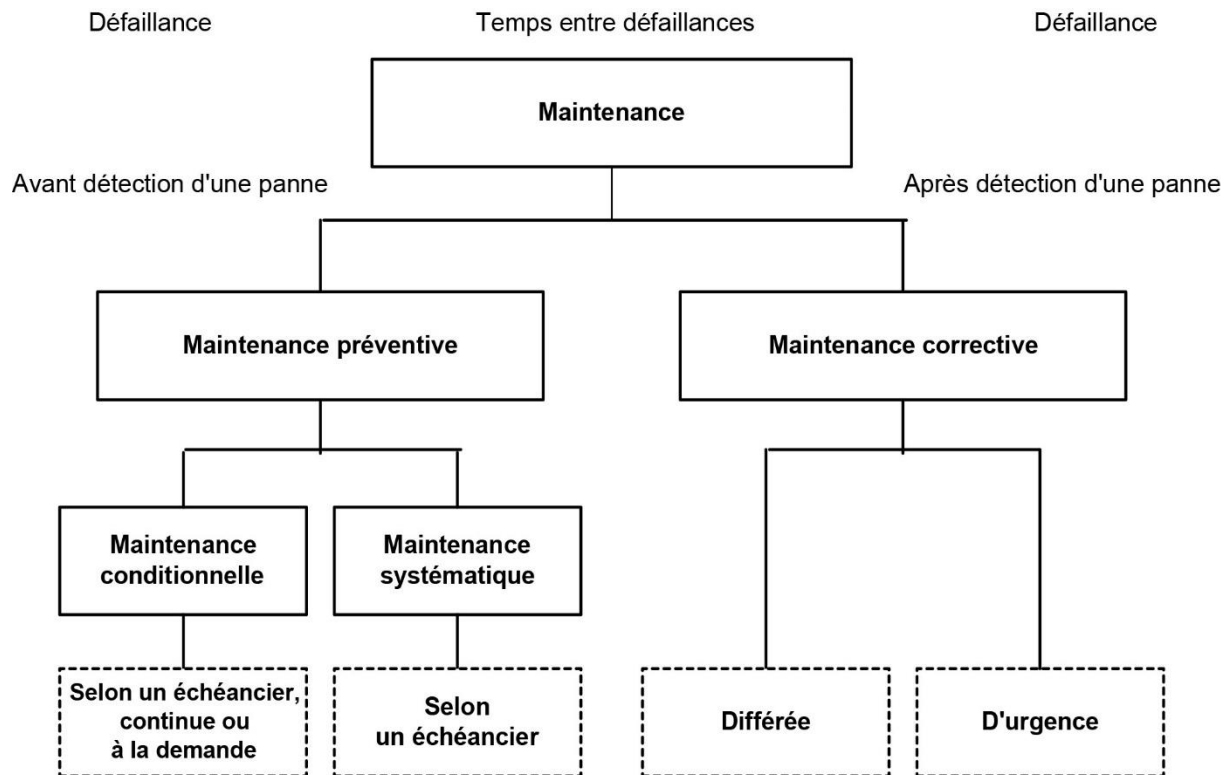 Défaillance
Temps entre défaillances
Défaillance
Maintenance
Avant détection d'une panne
Après détection d'une panne
Maintenance préventive
Maintenance corrective
Maintenance
conditionnelle
Maintenance
systématique
Selon un échéancier,
continue ou
à la demande
Selon
un échéancier
Différée
D'urgence